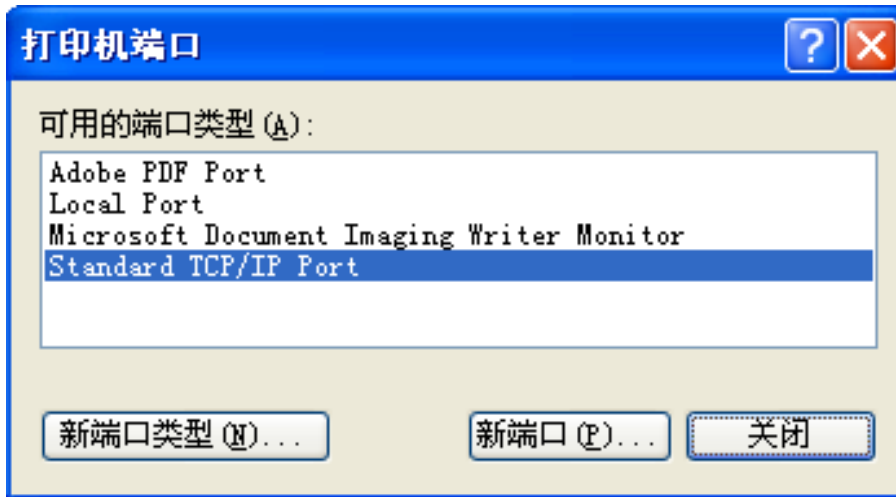 打印机端口
可用的端口类型(A):
Adobe PDF Port
Local Port
Microsoft Document Imaging Writer Monitor
Standard TCP/IP Port
新端口类型(N)... 新端口(P)... 关闭